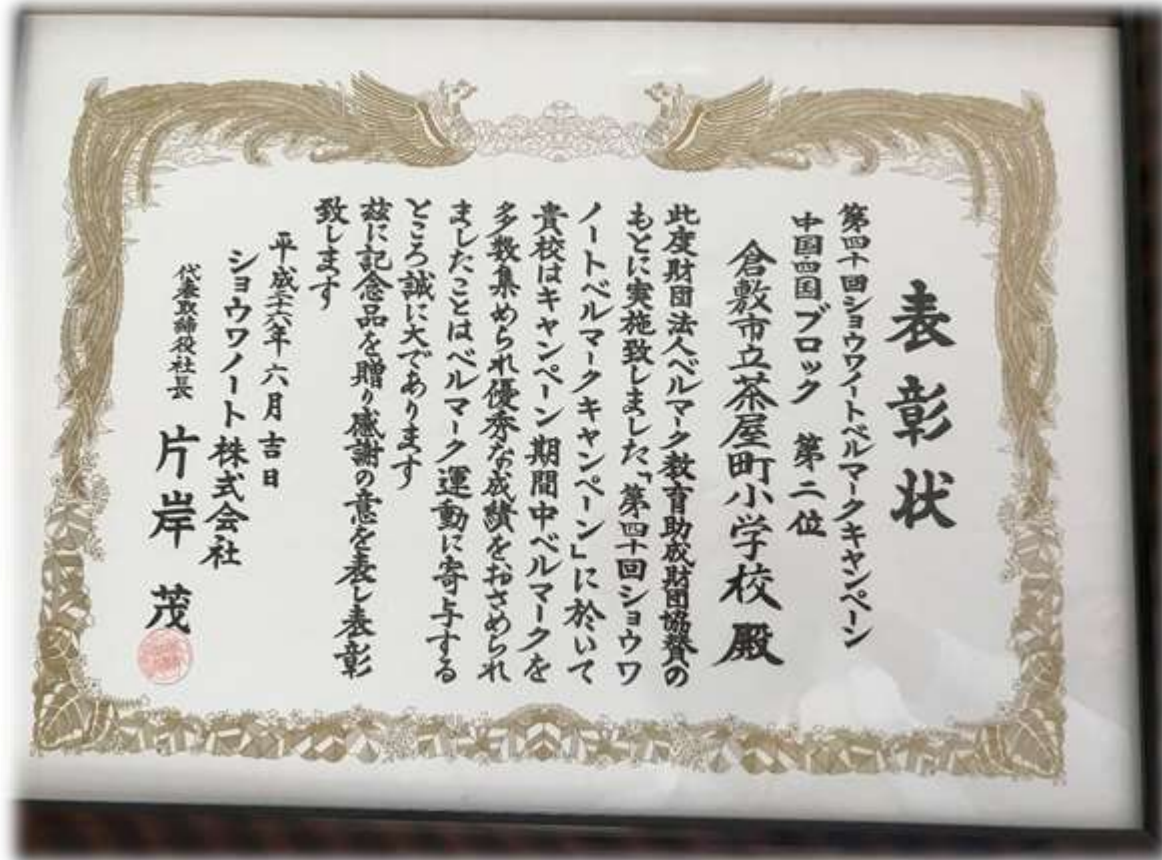 表彰状
第四十回ショウワノートベルマークキャンペーン
中国四国ブロック 第二位
倉敷市立茶屋町小学校 殿
此度財団法人ベルマーク教育助成財団協賛の
もとに実施致しました「第四十回ショウワ
ノートベルマークキャンペーン」に於いて
貴校はキャンペーン期間中ベルマークを
多数集められ優秀な成績をおさめられ
ましたことはベルマーク運動に寄与する
ところ誠に大であります
茲に記念品を贈り感謝の意を表し表彰
致します
平成二十六年六月吉日
ショウワノート株式会社
代表取締役社長 片岸 茂